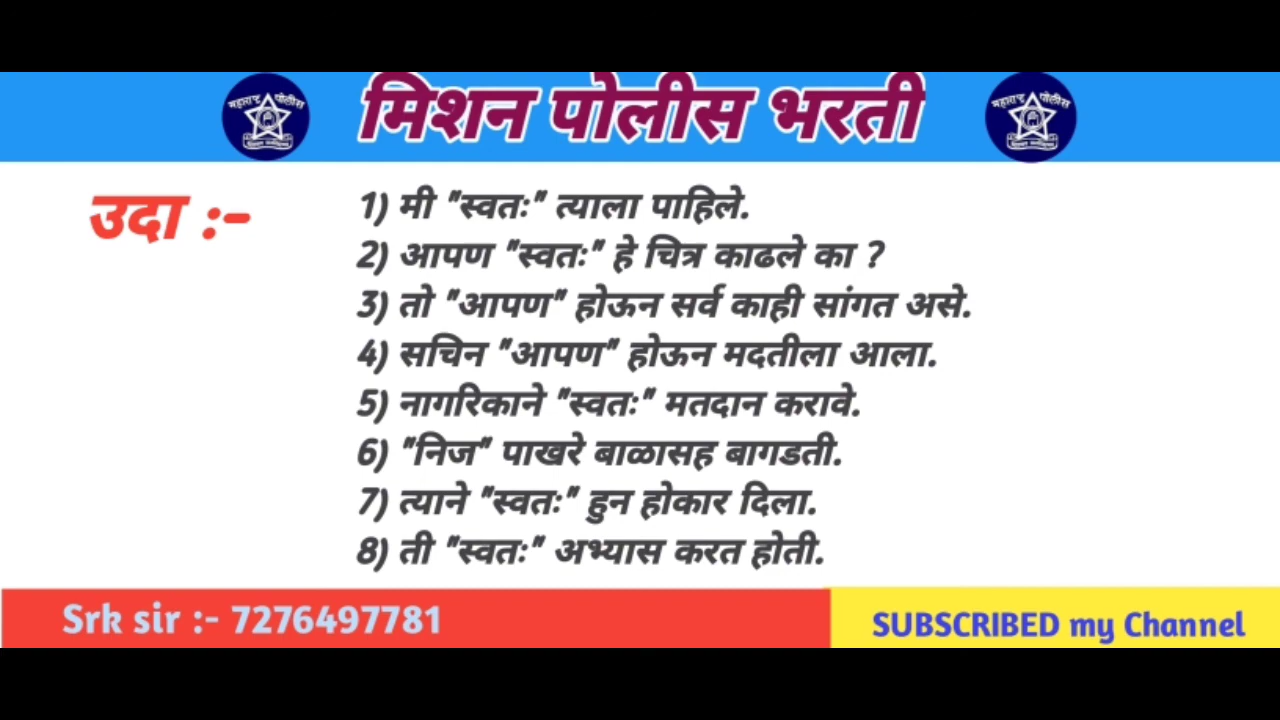 महाराष्ट्र पोलीस
मिशन पोलीस भरती
महाराष्ट्र पोलीस
उदा :-
1) मी "स्वतः" त्याला पाहिले.
2) आपण "स्वतः" हे चित्र काढले का ?
3) तो "आपण" होऊन सर्व काही सांगत असे.
4) सचिन "आपण" होऊन मदतीला आला.
5) नागरिकाने "स्वतः" मतदान करावे.
6) "निज" पाखरे बाळासह बागडती.
7) त्याने "स्वतः" हुन होकार दिला.
8) ती "स्वतः" अभ्यास करत होती.
Srk sir :- 7276497781
SUBSCRIBED my Channel